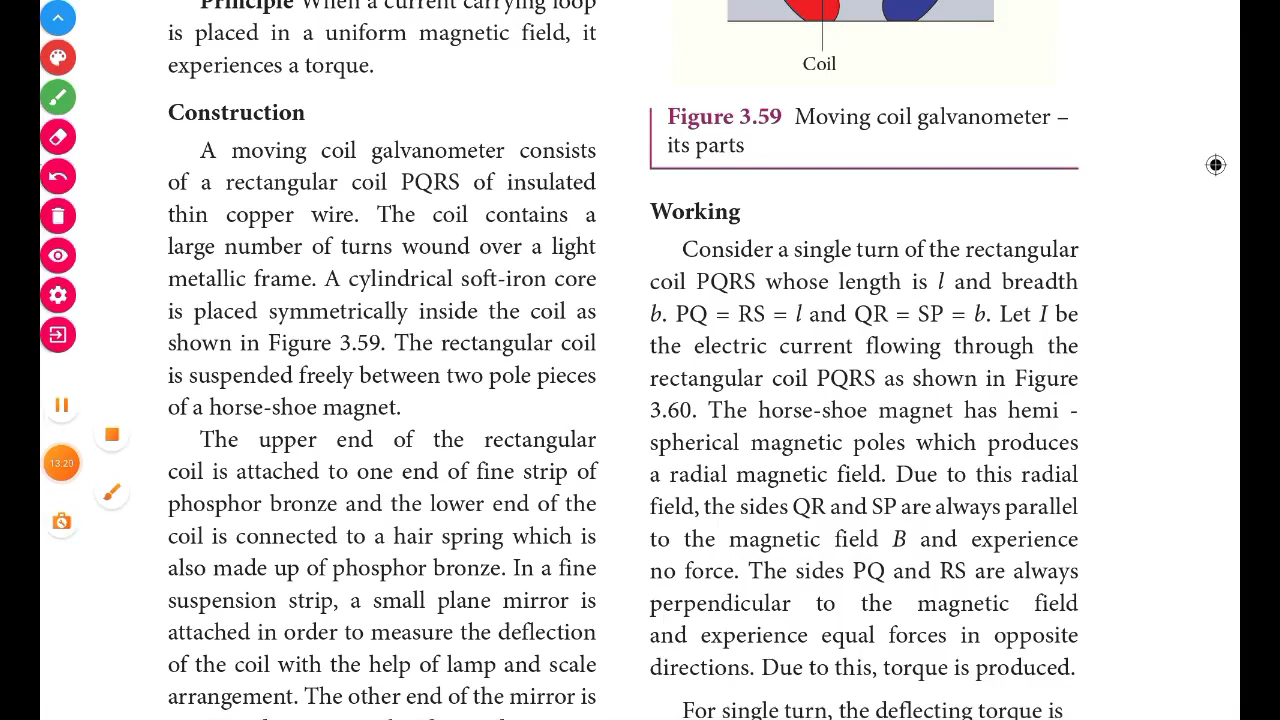 Principle When a current carrying loop
is placed in a uniform magnetic field, it
experiences a torque.
Construction
A moving coil galvanometer consists
of a rectangular coil PQRS of insulated
thin copper wire. The coil contains a
large number of turns wound over a light
metallic frame. A cylindrical soft-iron core
is placed symmetrically inside the coil as
shown in Figure 3.59. The rectangular coil
is suspended freely between two pole pieces
of a horse-shoe magnet.
The upper end of the rectangular
coil is attached to one end of fine strip of
phosphor bronze and the lower end of the
coil is connected to a hair spring which is
also made up of phosphor bronze. In a fine
suspension strip, a small plane mirror is
attached in order to measure the deflection
of the coil with the help of lamp and scale
arrangement. The other end of the mirror is
Coil
Figure 3.59 Moving coil galvanometer –
its parts
Working
Consider a single turn of the rectangular
coil PQRS whose length is l and breadth
b. PQ = RS = l and QR = SP = b. Let I be
the electric current flowing through the
rectangular coil PQRS as shown in Figure
3.60. The horse-shoe magnet has hemi -
spherical magnetic poles which produces
a radial magnetic field. Due to this radial
field, the sides QR and SP are always parallel
to the magnetic field B and experience
no force. The sides PQ and RS are always
perpendicular to the magnetic field
and experience equal forces in opposite
directions. Due to this, torque is produced.
For single turn, the deflecting torque is
13:20